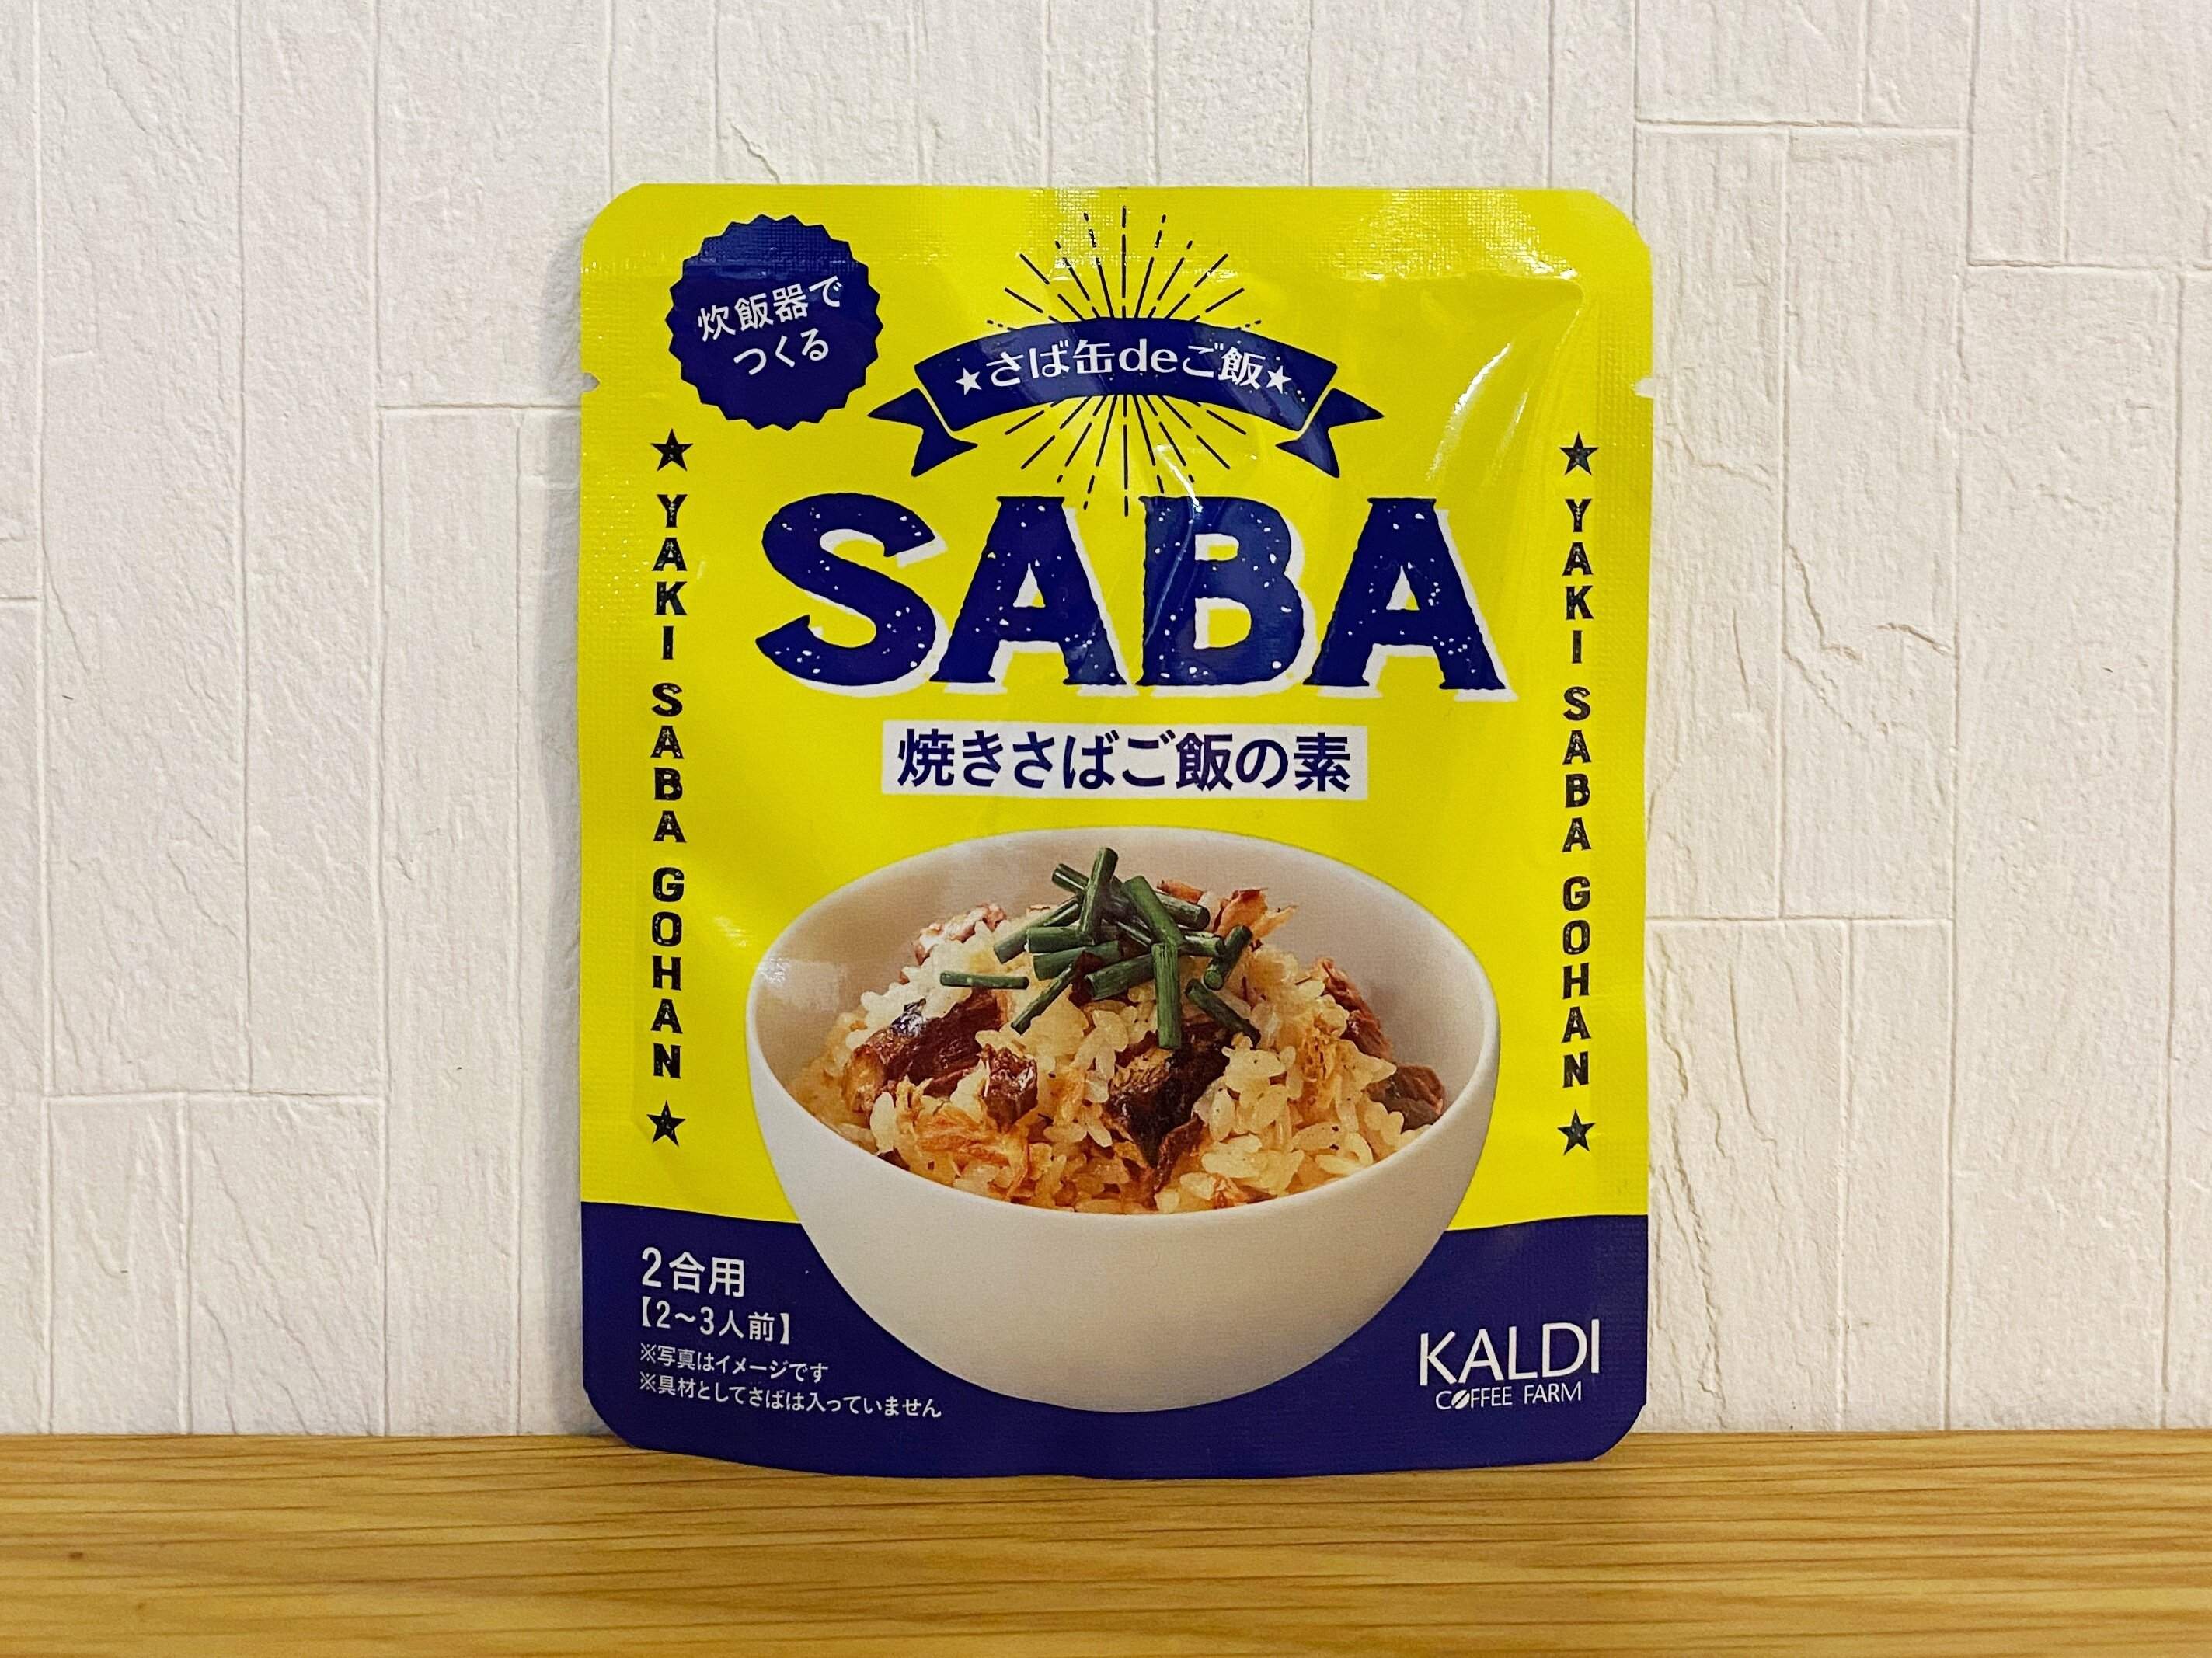 炊飯器で
つくる
★さば缶deご飯★
SABA
焼きさばご飯の素
★ YAKI SABA GOHAN ★
★ YAKI SABA GOHAN ★
2合用
【2～3人前】
※写真はイメージです
※具材としてさばは入っていません
KALDI
COFFEE FARM